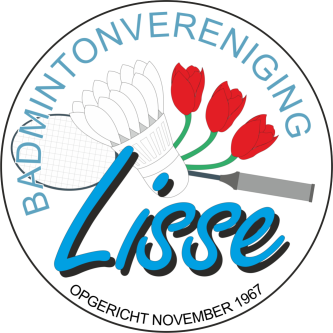 BADMINTONVERENIGING
Lisse
OPGERICHT NOVEMBER 1967